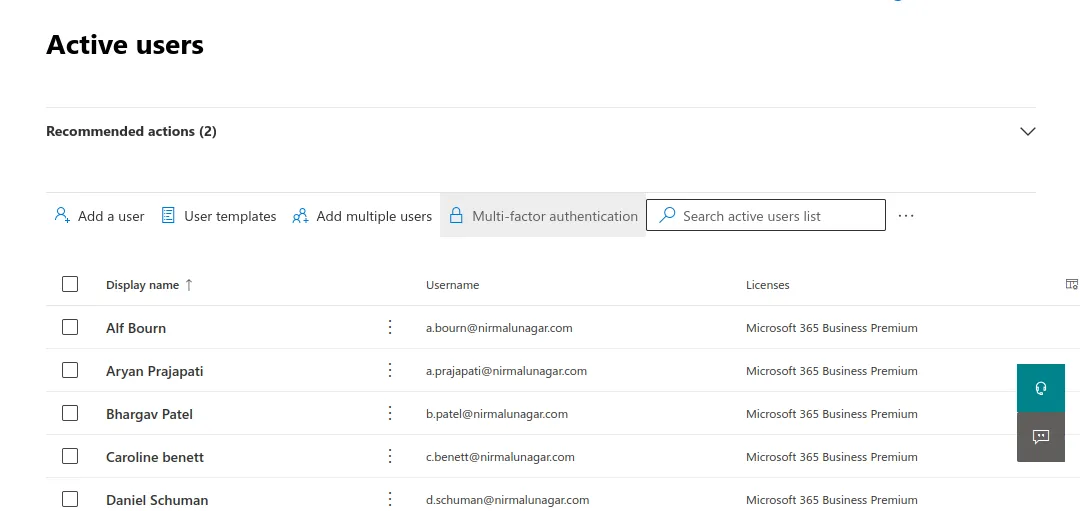 Active users
Recommended actions (2)
Add a user User templates Add multiple users Multi-factor authentication Search active users list
Display name ↑ Username Licenses
Alf Bourn a.bourn@nirmalunagar.com Microsoft 365 Business Premium
Aryan Prajapati a.prajapati@nirmalunagar.com Microsoft 365 Business Premium
Bhargav Patel b.patel@nirmalunagar.com Microsoft 365 Business Premium
Caroline benett c.benett@nirmalunagar.com Microsoft 365 Business Premium
Daniel Schuman d.schuman@nirmalunagar.com Microsoft 365 Business Premium